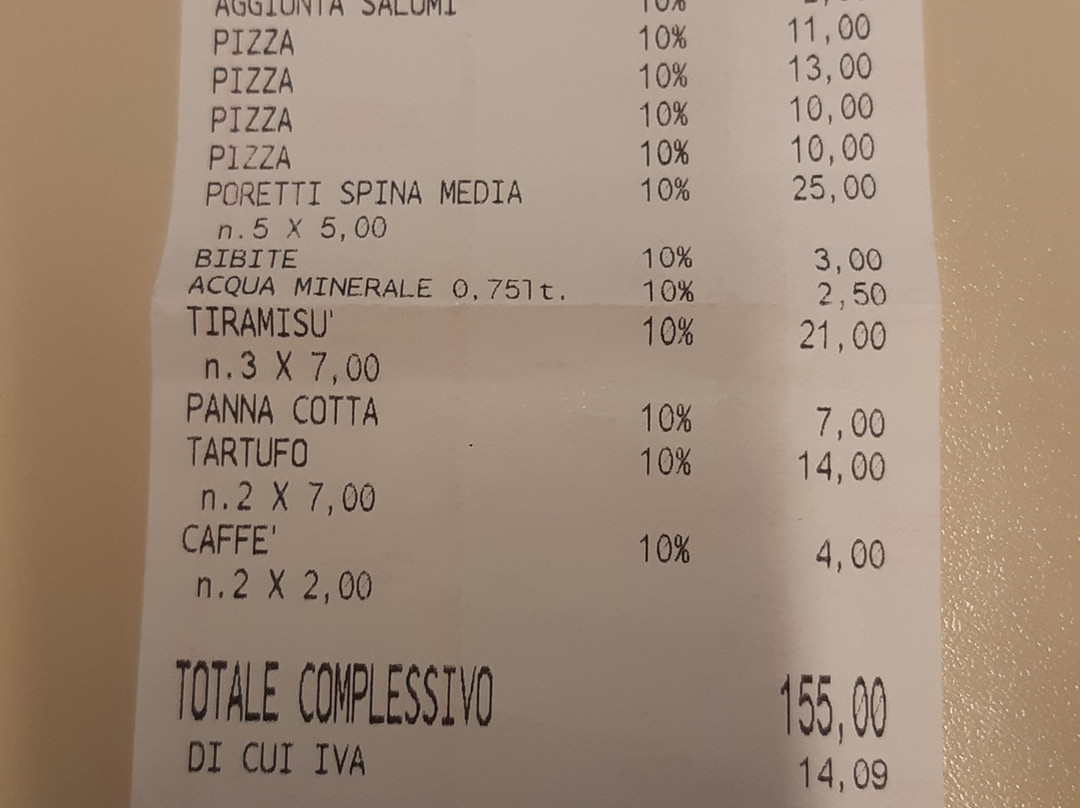 AGGIUNTA SALUMI 10%
PIZZA 10% 11,00
PIZZA 10% 13,00
PIZZA 10% 10,00
PIZZA 10% 10,00
PORETTI SPINA MEDIA 10% 25,00
n.5 X 5,00
BIBITE 10% 3,00
ACQUA MINERALE 0,75lt. 10% 2,50
TIRAMISU' 10% 21,00
n.3 X 7,00
PANNA COTTA 10% 7,00
TARTUFO 10% 14,00
n.2 X 7,00
CAFFE' 10% 4,00
n.2 X 2,00
TOTALE COMPLESSIVO 155,00
DI CUI IVA 14,09